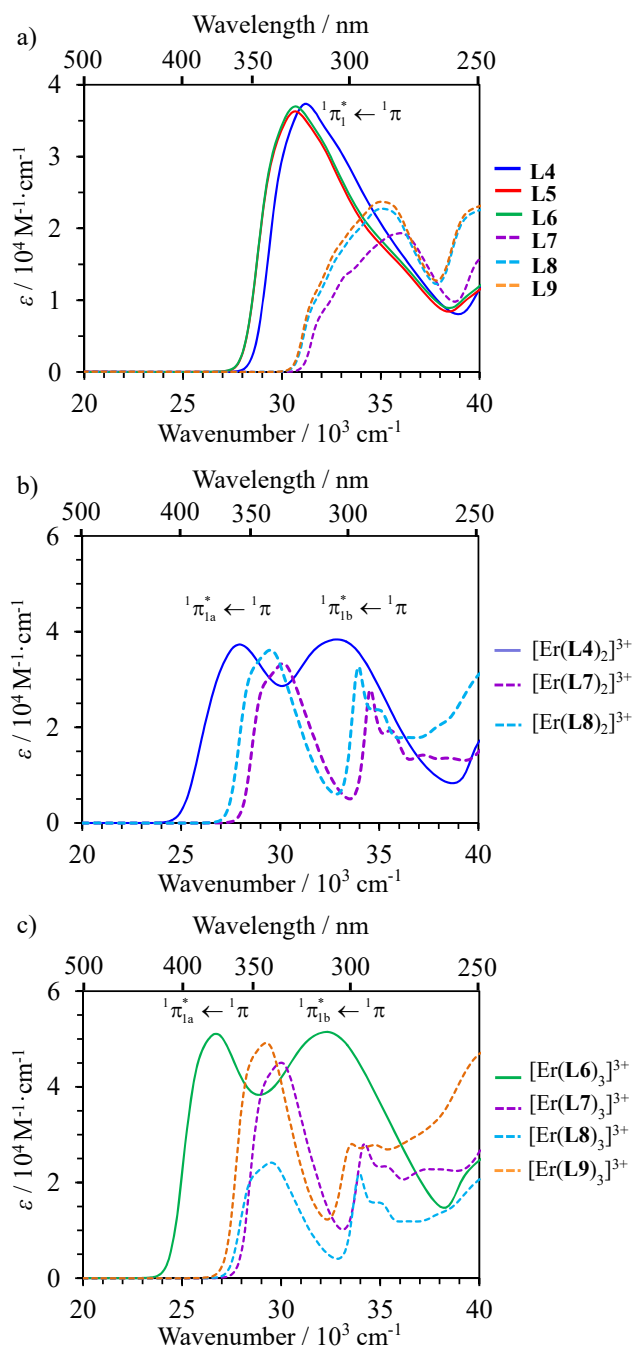 a)
Wavelength / nm
500 400 350 300 250
4
3
2
1
0
ε / 10⁴ M⁻¹·cm⁻¹
¹π₁* ← ¹π
L4
L5
L6
L7
L8
L9
20 25 30 35 40
Wavenumber / 10³ cm⁻¹
b)
Wavelength / nm
500 400 350 300 250
6
4
2
0
ε / 10⁴ M⁻¹·cm⁻¹
¹π₁ₐ* ← ¹π ¹π₁b* ← ¹π
[Er(L4)₂]³⁺
[Er(L7)₂]³⁺
[Er(L8)₂]³⁺
20 25 30 35 40
Wavenumber / 10³ cm⁻¹
c)
Wavelength / nm
500 400 350 300 250
6
4
2
0
ε / 10⁴ M⁻¹·cm⁻¹
¹π₁ₐ* ← ¹π ¹π₁b* ← ¹π
[Er(L6)₃]³⁺
[Er(L7)₃]³⁺
[Er(L8)₃]³⁺
[Er(L9)₃]³⁺
20 25 30 35 40
Wavenumber / 10³ cm⁻¹